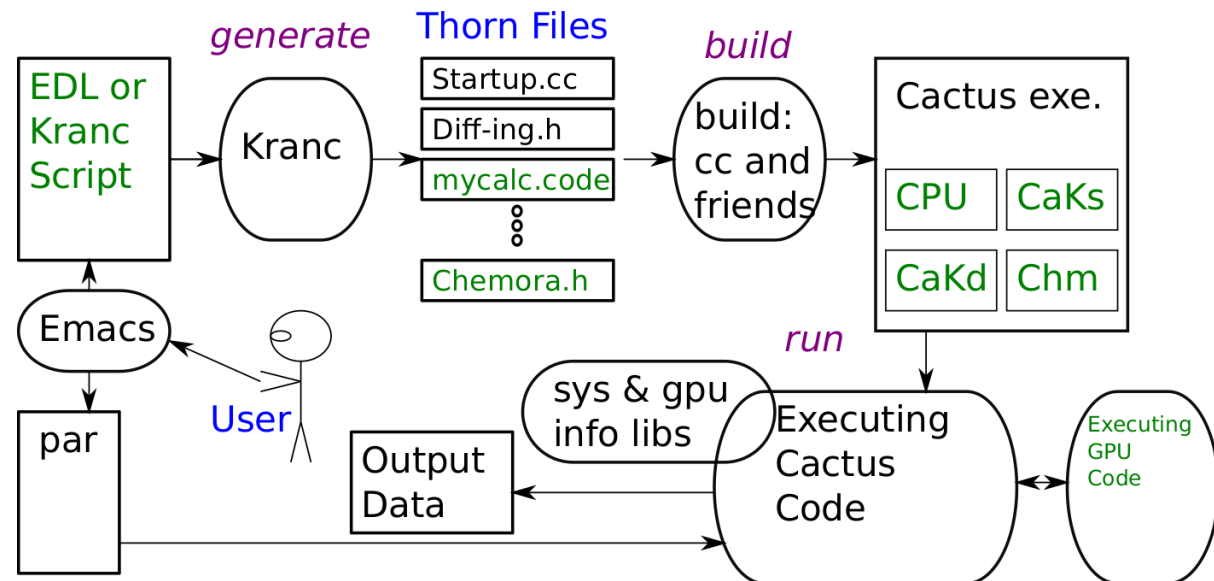 generate
Thorn Files
build
EDL or
Kranc
Script
Kranc
Startup.cc
Diff-ing.h
mycalc.code
Chemora.h
build:
cc and
friends
Cactus exe.
CPU
CaKs
CaKd
Chm
Emacs
User
run
par
sys & gpu
info libs
Output
Data
Executing
Cactus
Code
Executing
GPU
Code